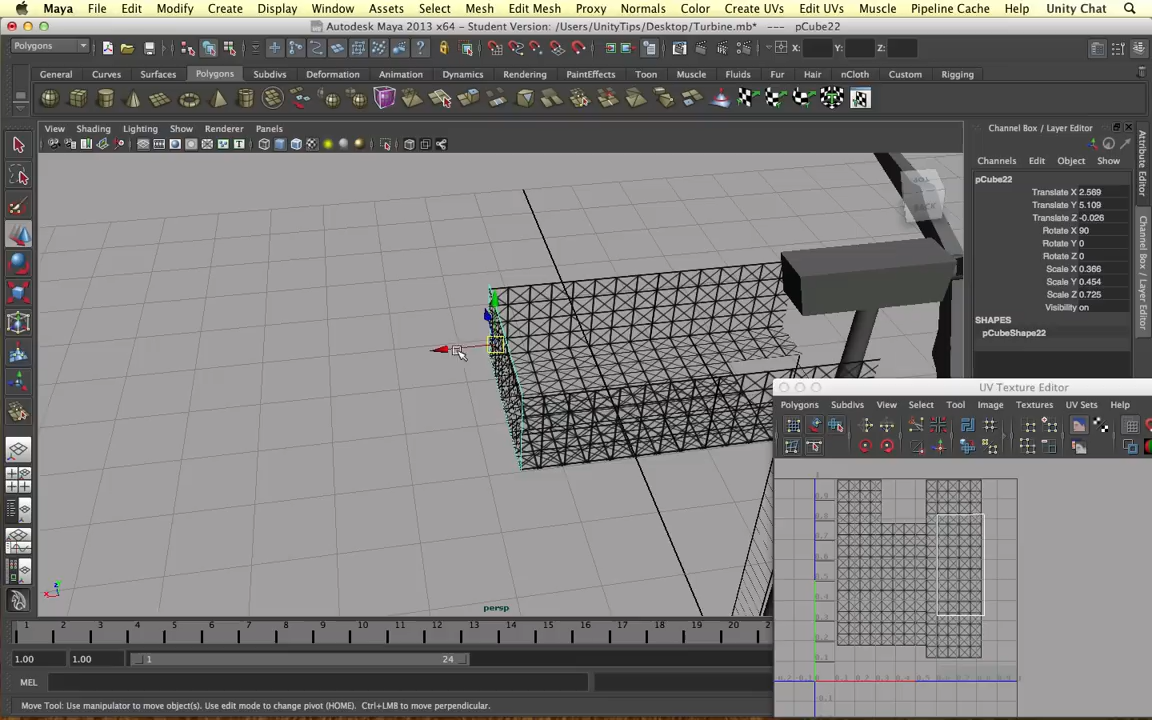 Maya File Edit Modify Create Display Window Assets Select Mesh Edit Mesh Proxy Normals Color Create UVs Edit UVs Muscle Pipeline Cache Help Unity Chat
Autodesk Maya 2013 x64 - Student Version: /Users/UnityTips/Desktop/Turbine.mb* --- pCube22
Polygons X: Y: Z:
General Curves Surfaces Polygons Subdivs Deformation Animation Dynamics Rendering PaintEffects Toon Muscle Fluids Fur Hair nCloth Custom Rigging
View Shading Lighting Show Renderer Panels
Channel Box / Layer Editor
Channels Edit Object Show
pCube22
Translate X 2.569
Translate Y 5.109
Translate Z -0.026
Rotate X 90
Rotate Y 0
Rotate Z 0
Scale X 0.366
Scale Y 0.454
Scale Z 0.725
Visibility on
SHAPES
pCubeShape22
Attribute Editor
Channel Box / Layer Editor
BACK
UV Texture Editor
Polygons Subdivs View Select Tool Image Textures UV Sets Help
persp
1 2 3 4 5 6 7 8 9 10 11 12 13 14 15 16 17 18 19 20
1.00 1.00 1 24
MEL
Move Tool: Use manipulator to move object(s). Use edit mode to change pivot (HOME). Ctrl+LMB to move perpendicular.